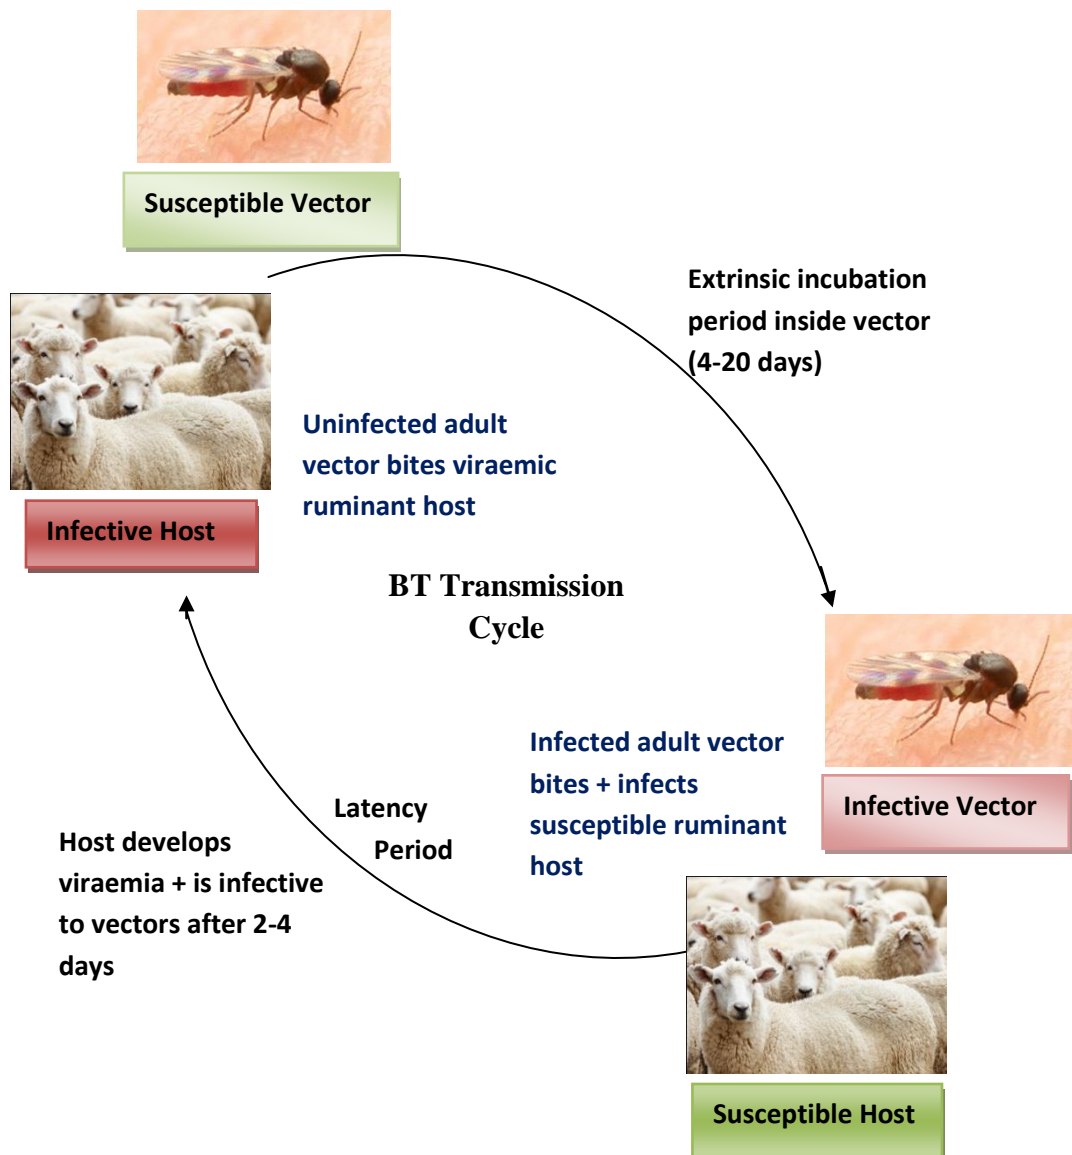 Susceptible Vector
Extrinsic incubation
period inside vector
(4-20 days)
Uninfected adult
vector bites viraemic
ruminant host
Infective Host
BT Transmission
Cycle
Infected adult vector
bites + infects
susceptible ruminant
host
Infective Vector
Latency
Period
Host develops
viraemia + is infective
to vectors after 2-4
days
Susceptible Host